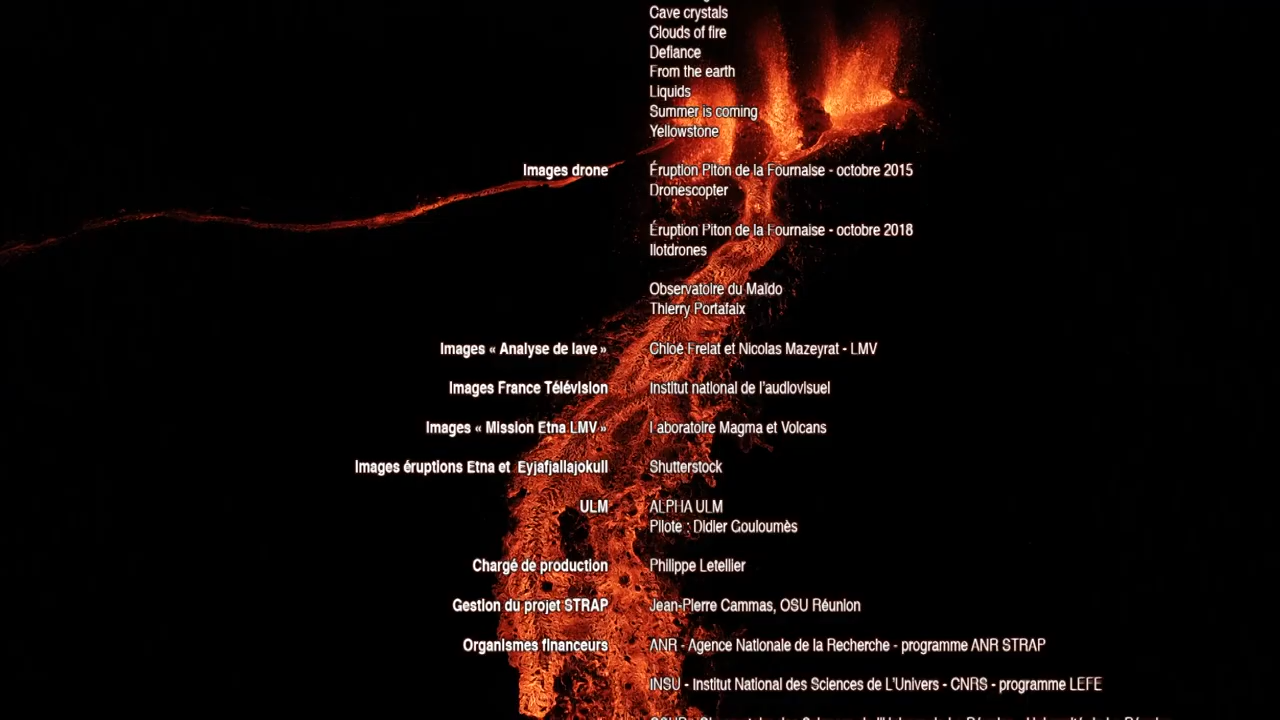 Cave crystals
Clouds of fire
Defiance
From the earth
Liquids
Summer is coming
Yellowstone
Images drone Éruption Piton de la Fournaise - octobre 2015
Dronescopter
Éruption Piton de la Fournaise - octobre 2018
Ilotdrones
Observatoire du Maïdo
Thierry Portafaix
Images « Analyse de lave » Chloé Frelat et Nicolas Mazeyrat - LMV
Images France Télévision Institut national de l'audiovisuel
Images « Mission Etna LMV » Laboratoire Magma et Volcans
Images éruptions Etna et Eyjafjallajokull Shutterstock
ULM ALPHA ULM
Pilote : Didier Gouloumès
Chargé de production Philippe Letellier
Gestion du projet STRAP Jean-Pierre Cammas, OSU Réunion
Organismes financeurs ANR - Agence Nationale de la Recherche - programme ANR STRAP
INSU - Institut National des Sciences de L'Univers - CNRS - programme LEFE